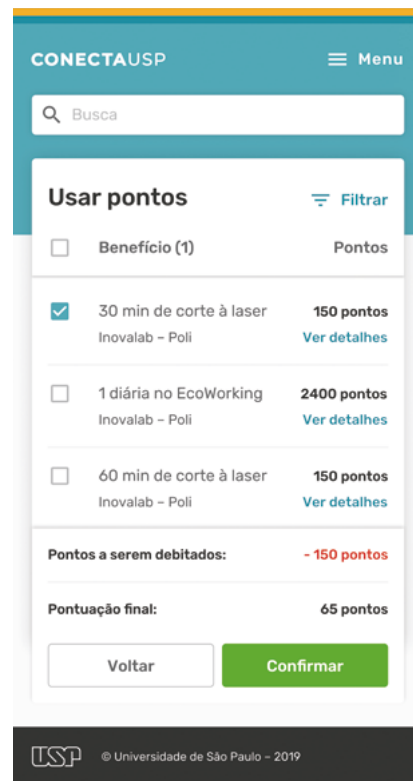 CONECTAUSP
Menu
Busca
Usar pontos
Filtrar
Benefício (1) Pontos
30 min de corte à laser 150 pontos
Inovalab – Poli Ver detalhes
1 diária no EcoWorking 2400 pontos
Inovalab – Poli Ver detalhes
60 min de corte à laser 150 pontos
Inovalab – Poli Ver detalhes
Pontos a serem debitados: - 150 pontos
Pontuação final: 65 pontos
Voltar Confirmar
USP © Universidade de São Paulo – 2019